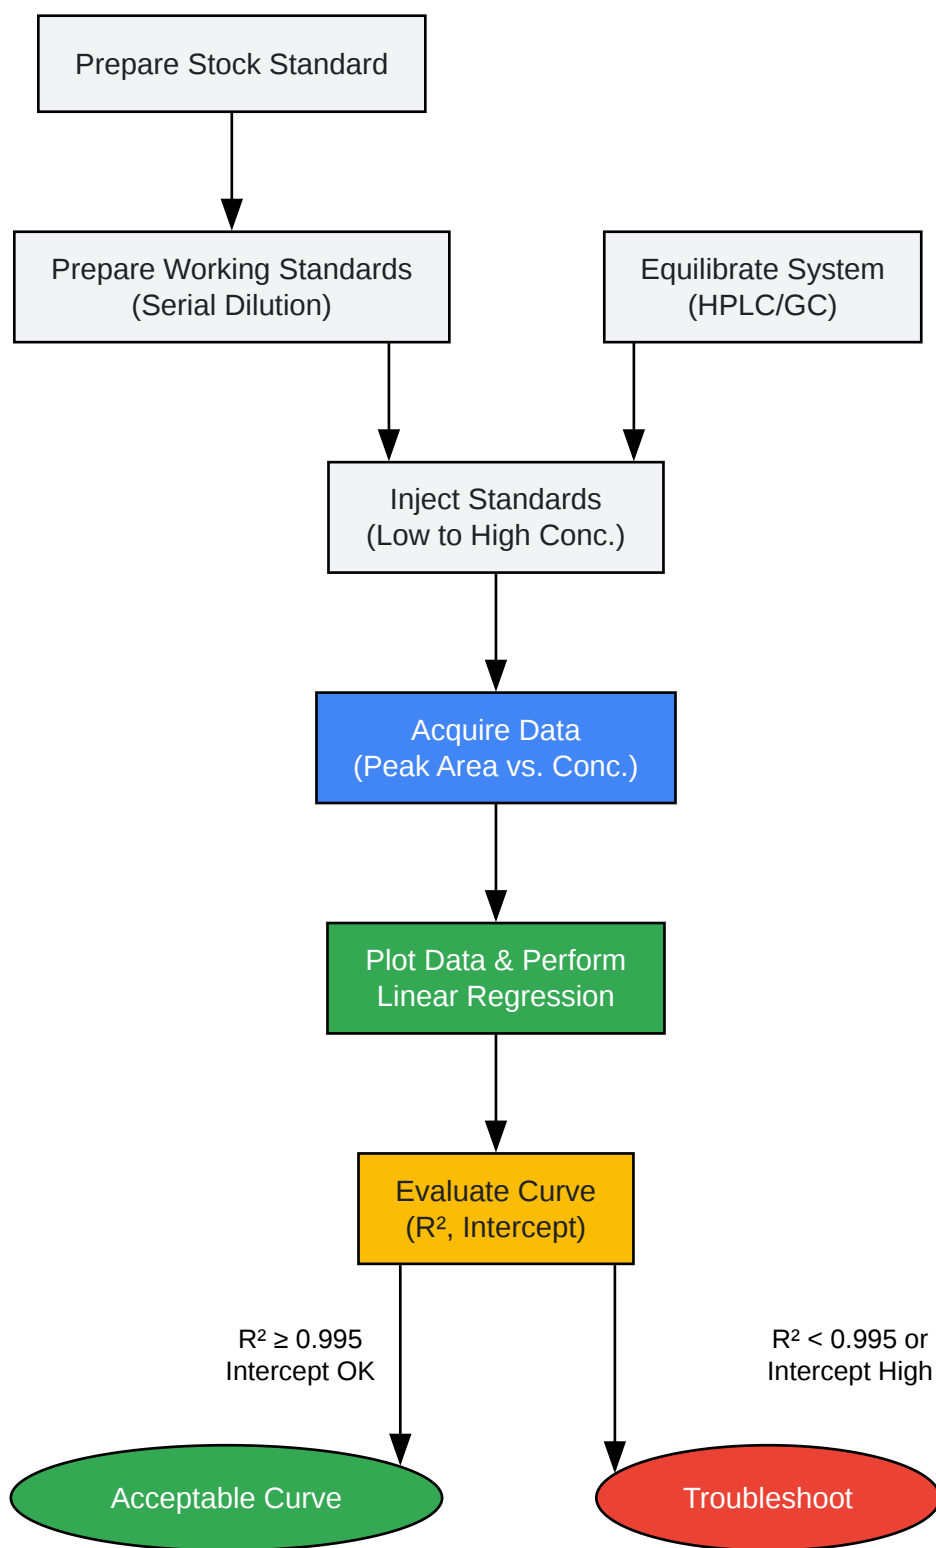 Prepare Stock Standard
Prepare Working Standards
(Serial Dilution)
Equilibrate System
(HPLC/GC)
Inject Standards
(Low to High Conc.)
Acquire Data
(Peak Area vs. Conc.)
Plot Data & Perform
Linear Regression
Evaluate Curve
(R², Intercept)
R² ≥ 0.995
Intercept OK
R² < 0.995 or
Intercept High
Acceptable Curve
Troubleshoot